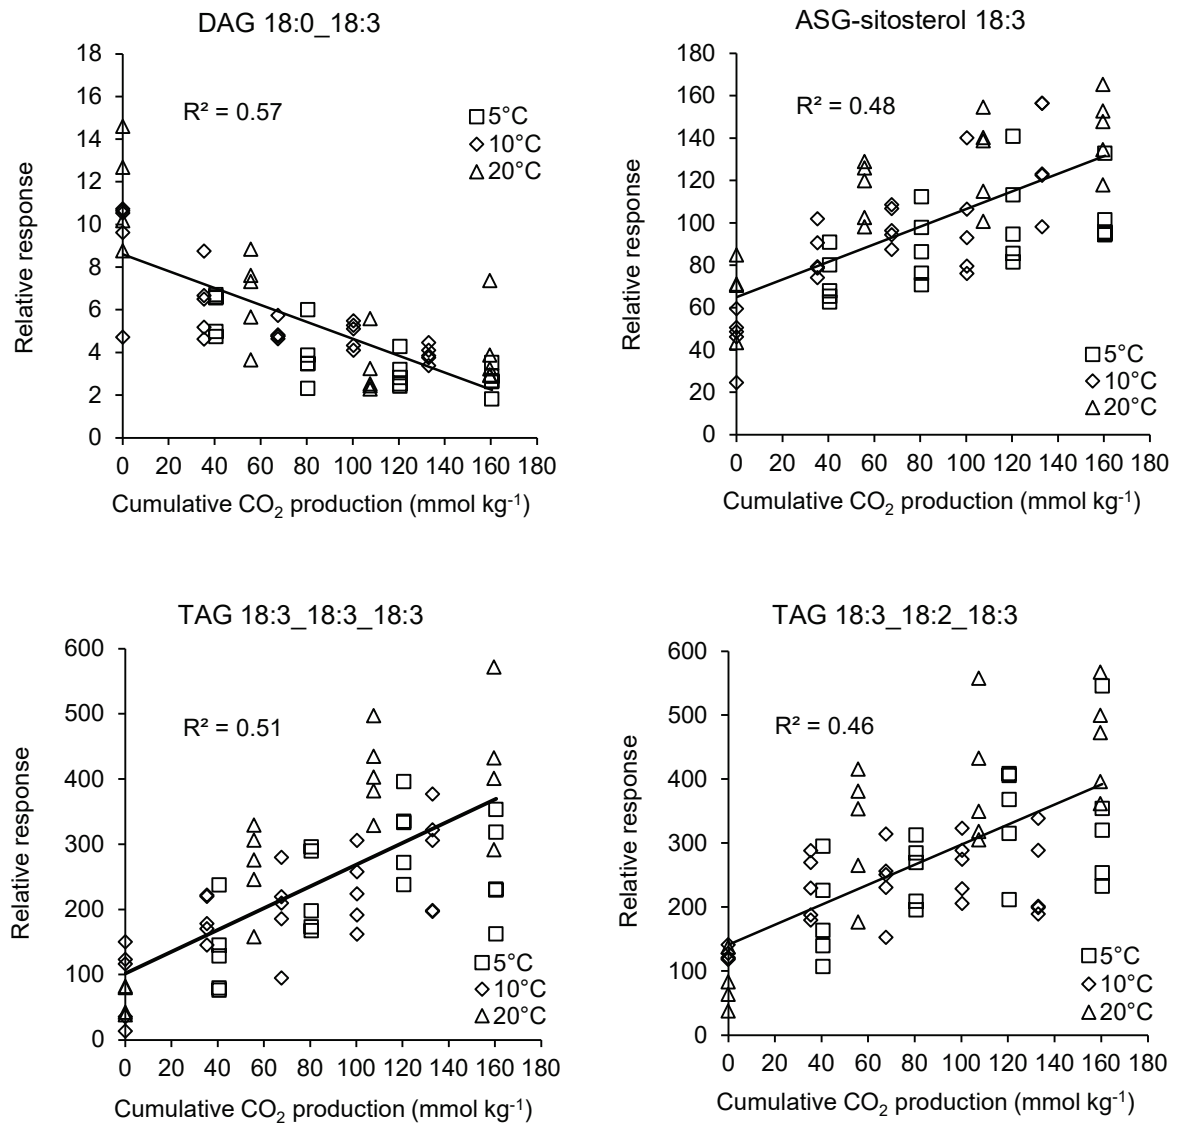 DAG 18:0_18:3
18
16
14
12
10
8
6
4
2
0
R² = 0.57
5°C
10°C
20°C
Relative response
0 20 40 60 80 100 120 140 160 180
Cumulative CO₂ production (mmol kg⁻¹)
ASG-sitosterol 18:3
180
160
140
120
100
80
60
40
20
0
R² = 0.48
5°C
10°C
20°C
Relative response
0 20 40 60 80 100 120 140 160 180
Cumulative CO₂ production (mmol kg⁻¹)
TAG 18:3_18:3_18:3
600
500
400
300
200
100
0
R² = 0.51
5°C
10°C
20°C
Relative response
0 20 40 60 80 100 120 140 160 180
Cumulative CO₂ production (mmol kg⁻¹)
TAG 18:3_18:2_18:3
600
500
400
300
200
100
0
R² = 0.46
5°C
10°C
20°C
Relative response
0 20 40 60 80 100 120 140 160 180
Cumulative CO₂ production (mmol kg⁻¹)